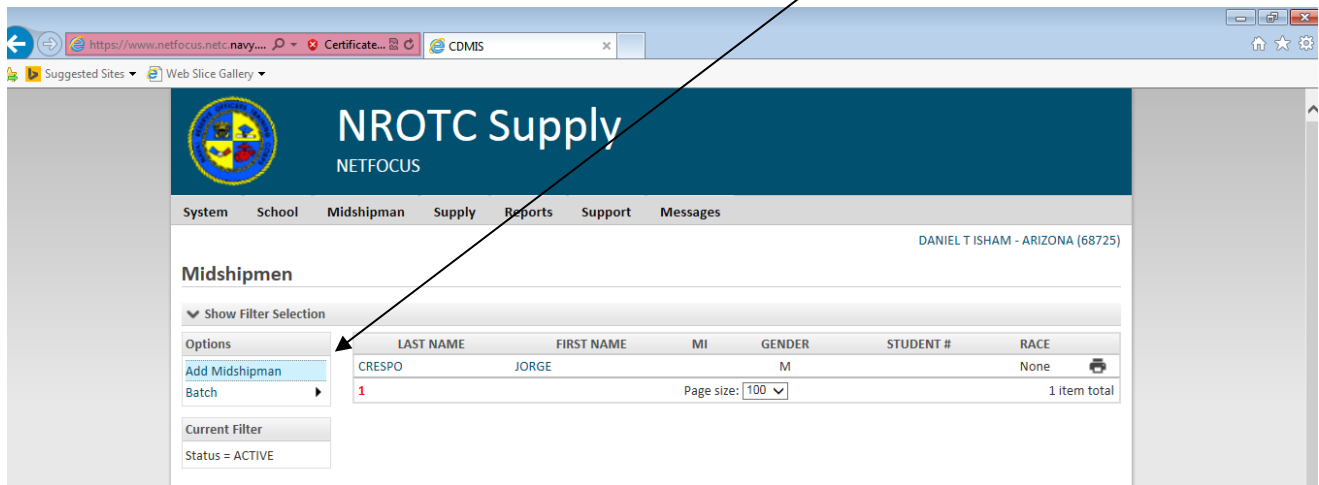 https://www.netfocus.netc.navy.... Certificate... CDMIS
Suggested Sites Web Slice Gallery
NROTC Supply
NETFOCUS
System School Midshipman Supply Reports Support Messages
DANIEL T ISHAM - ARIZONA (68725)
Midshipmen
Show Filter Selection
Options
Add Midshipman
Batch
Current Filter
Status = ACTIVE
LAST NAME FIRST NAME MI GENDER STUDENT # RACE
CRESPO JORGE M None
1 Page size: 100 1 item total